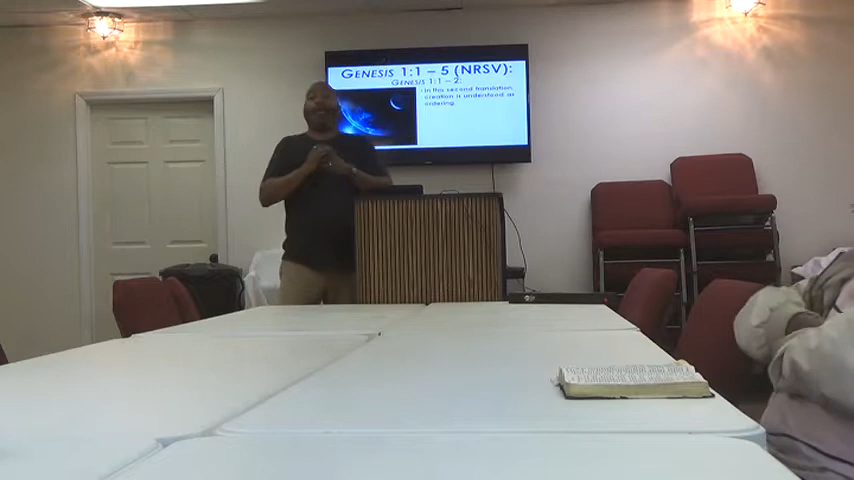 GENESIS 1:1 – 5 (NRSV):
GENESIS 1:1 – 2:
In this second translation,
creation is understood as
ordering.